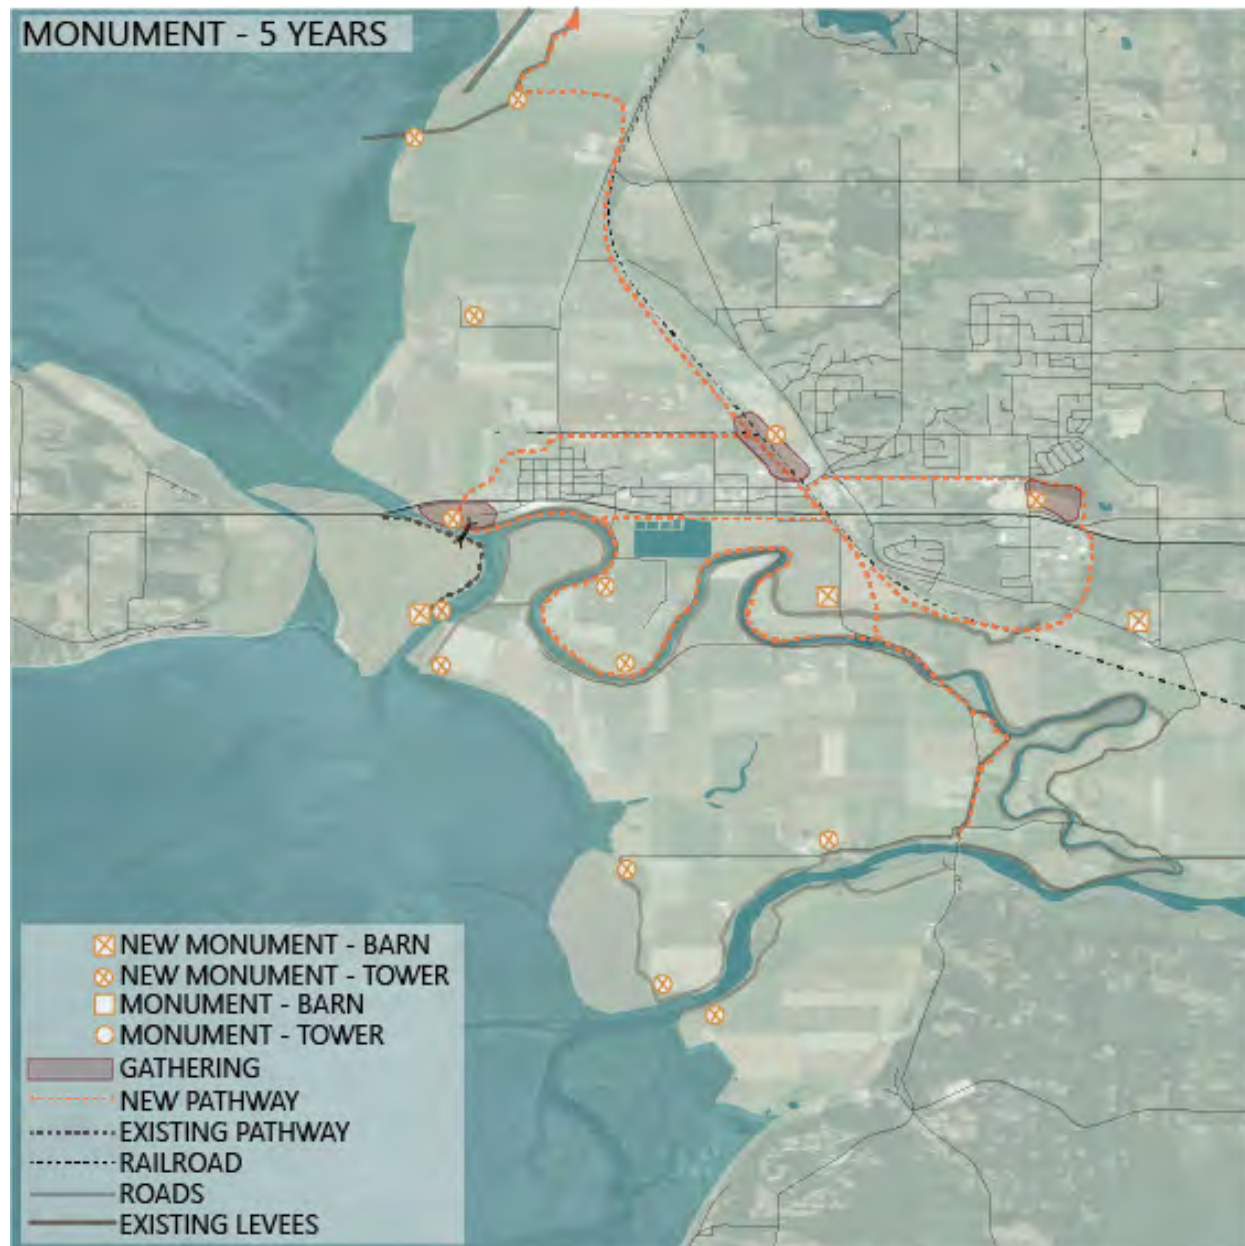 MONUMENT - 5 YEARS
NEW MONUMENT - BARN
NEW MONUMENT - TOWER
MONUMENT - BARN
MONUMENT - TOWER
GATHERING
NEW PATHWAY
EXISTING PATHWAY
RAILROAD
ROADS
EXISTING LEVEES